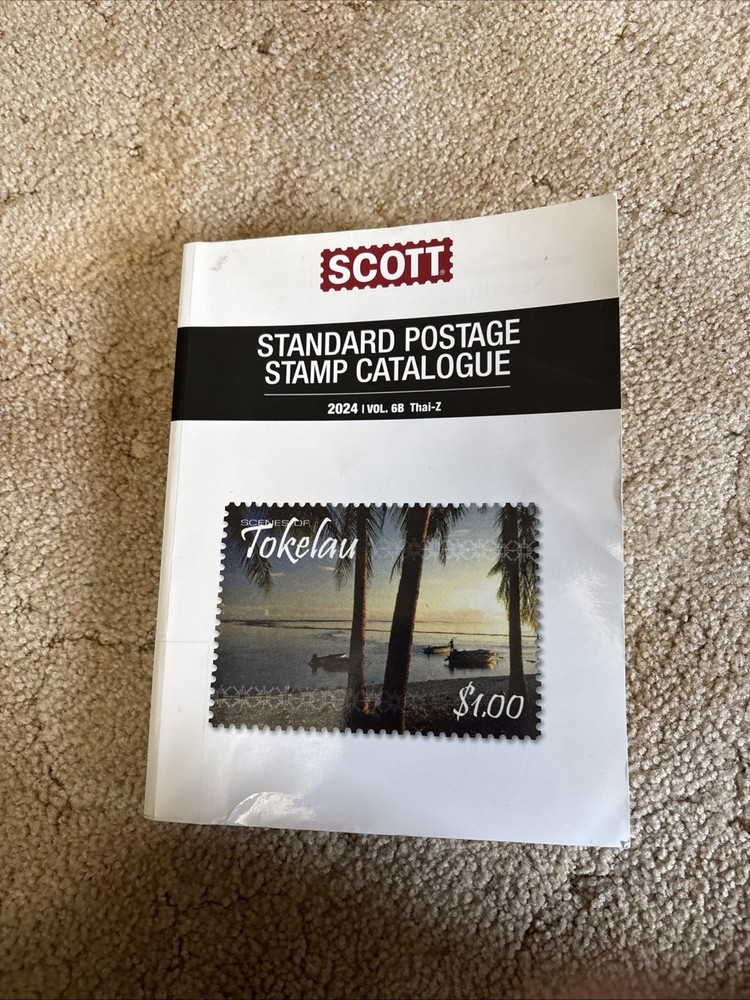 SCOTT
STANDARD POSTAGE
STAMP CATALOGUE
2024 | VOL. 6B Thai-Z
SCENES OF
Tokelau
$1.00